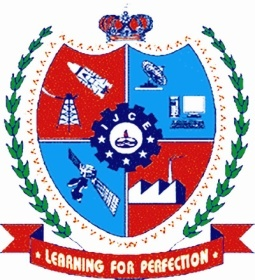 IJCE
★ LEARNING FOR PERFECTION ★